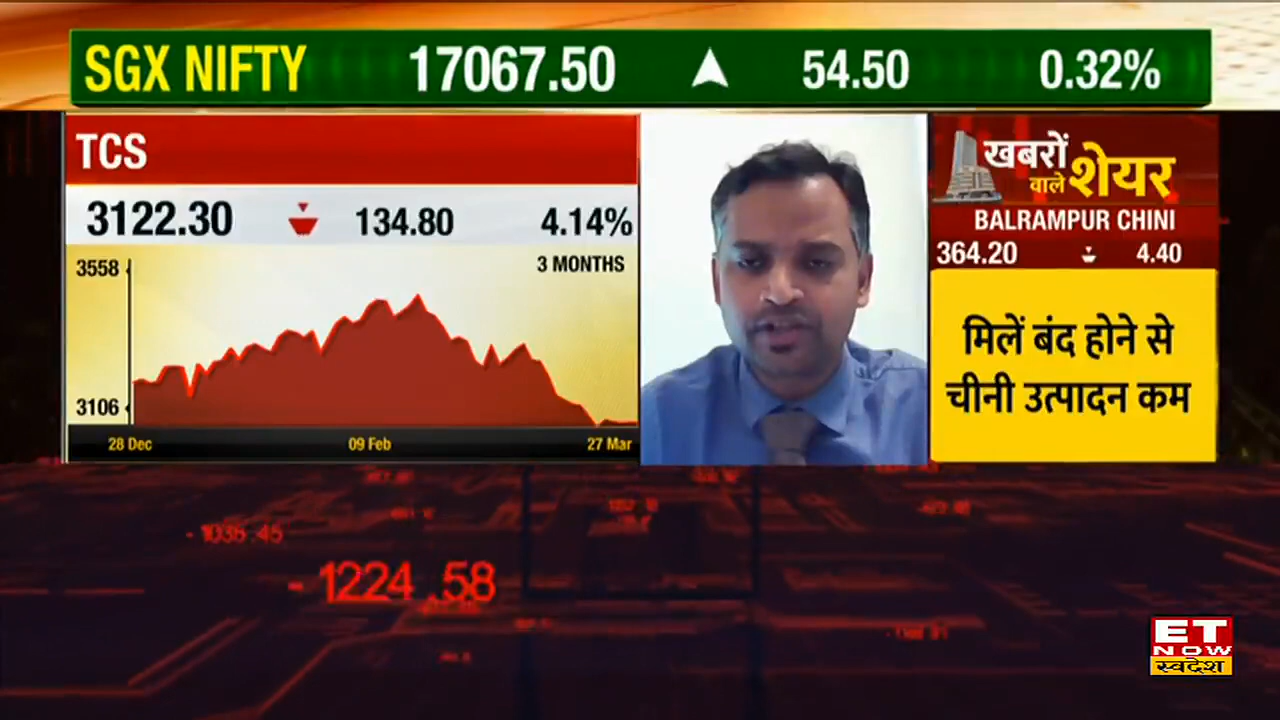 SGX NIFTY 17067.50 54.50 0.32%
TCS
3122.30 134.80 4.14%
3 MONTHS
3558
3106
28 Dec 09 Feb 27 Mar
खबरों
वाले शेयर
BALRAMPUR CHINI
364.20 4.40
मिलें बंद होने से
चीनी उत्पादन कम
- 1224 .58
ET
NOW
स्वदेश